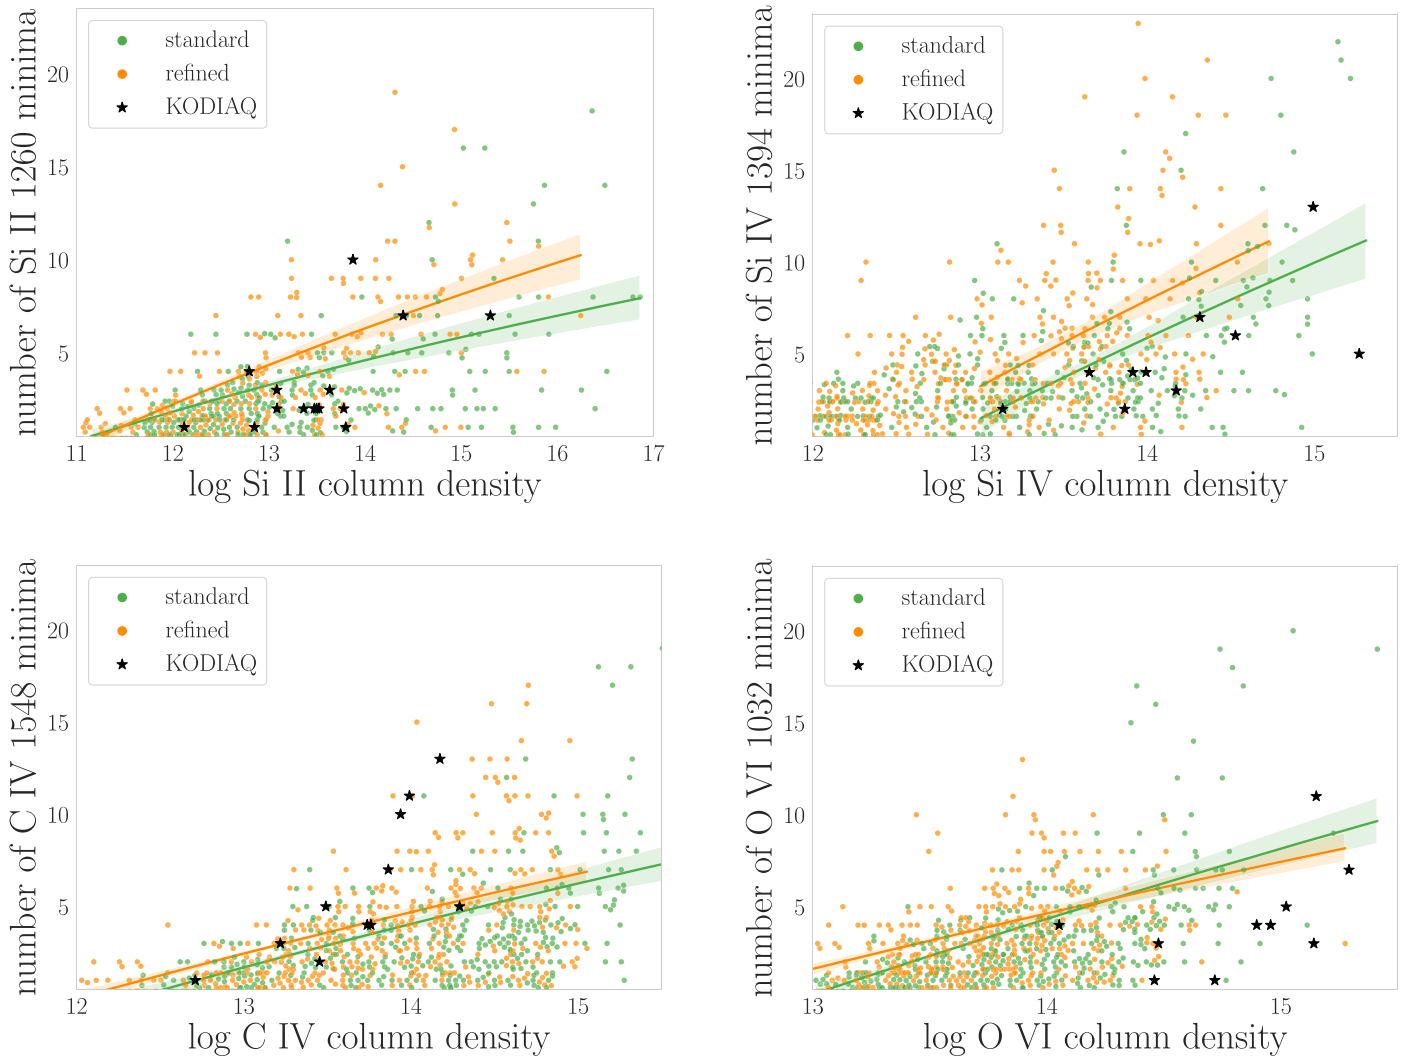 number of Si II 1260 minima
20
15
10
5
standard
refined
KODIAQ
11 12 13 14 15 16 17
log Si II column density
number of Si IV 1394 minima
20
15
10
5
standard
refined
KODIAQ
12 13 14 15
log Si IV column density
number of C IV 1548 minima
20
15
10
5
standard
refined
KODIAQ
12 13 14 15
log C IV column density
number of O VI 1032 minima
20
15
10
5
standard
refined
KODIAQ
13 14 15
log O VI column density